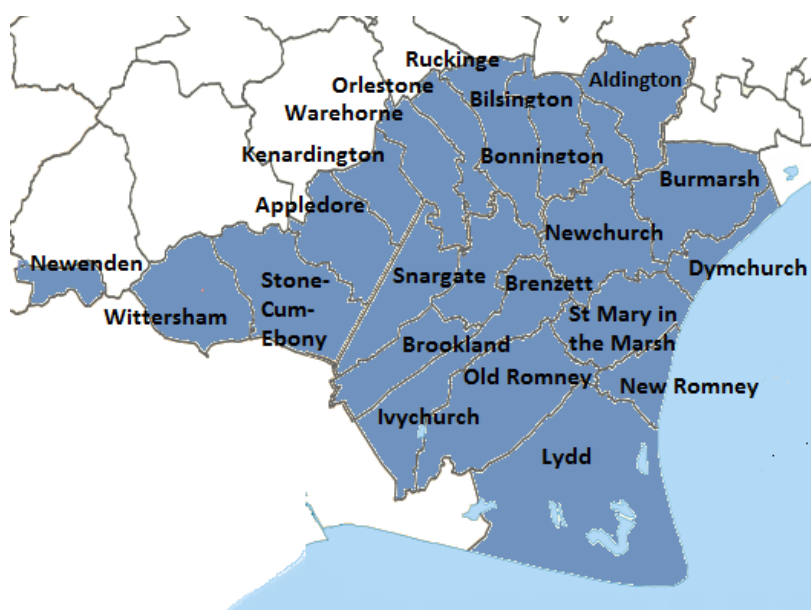 Ruckinge
Aldington
Orlestone
Bilsington
Warehorne
Kenardington
Bonnington
Burmarsh
Appledore
Newchurch
Newenden
Snargate
Dymchurch
Stone-
Cum-
Ebony
Brenzett
Wittersham
St Mary in
the Marsh
Brookland
Old Romney
New Romney
Ivychurch
Lydd